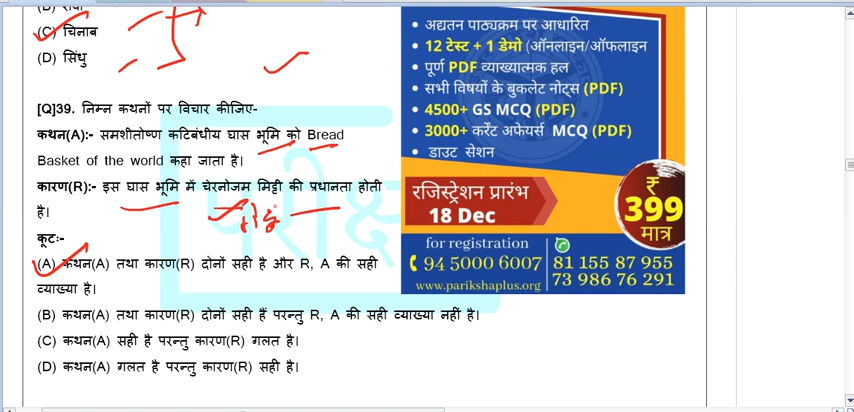 (C) चिनाब
(D) सिंधु
[Q]39. निम्न कथनों पर विचार कीजिए-
कथन(A):- समशीतोष्ण कटिबंधीय घास भूमि को Bread
Basket of the world कहा जाता है।
कारण(R):- इस घास भूमि में चेरनोजम मिट्टी की प्रधानता होती
है।
गेहूं
कूटः-
(A) कथन(A) तथा कारण(R) दोनों सही है और R, A की सही
व्याख्या है।
(B) कथन(A) तथा कारण(R) दोनों सही हैं परन्तु R, A की सही व्याख्या नहीं है।
(C) कथन(A) सही है परन्तु कारण(R) गलत है।
(D) कथन(A) गलत है परन्तु कारण(R) सही है।
• अद्यतन पाठ्यक्रम पर आधारित
• 12 टेस्ट + 1 डेमो (ऑनलाइन/ऑफलाइन
• पूर्ण PDF व्याख्यात्मक हल
• सभी विषयों के बुकलेट नोट्स (PDF)
• 4500+ GS MCQ (PDF)
• 3000+ करेंट अफेयर्स MCQ (PDF)
• डाउट सेशन
रजिस्ट्रेशन प्रारंभ
18 Dec
₹
399
मात्र
for registration
94 5000 6007
www.parikshaplus.org
81 155 87 955
73 986 76 291
परीक्षा